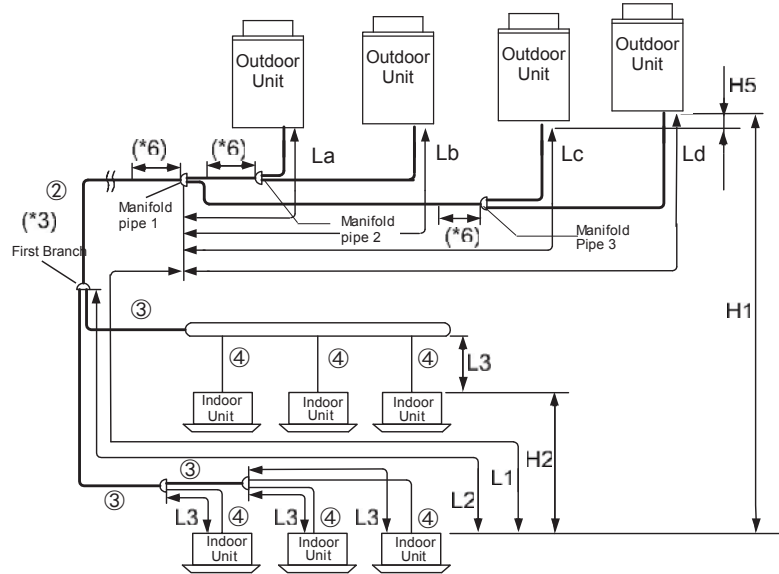 Outdoor
Unit
Outdoor
Unit
Outdoor
Unit
Outdoor
Unit
H5
(*6)
(*6)
La
Lb
Lc
Ld
②
(*3)
Manifold
pipe 1
Manifold
pipe 2
(*6)
Manifold
Pipe 3
First Branch
H1
③
④
④
④
L3
Indoor
Unit
Indoor
Unit
Indoor
Unit
H2
L1
L2
③
③
L3
④
L3
④
L3
④
Indoor
Unit
Indoor
Unit
Indoor
Unit